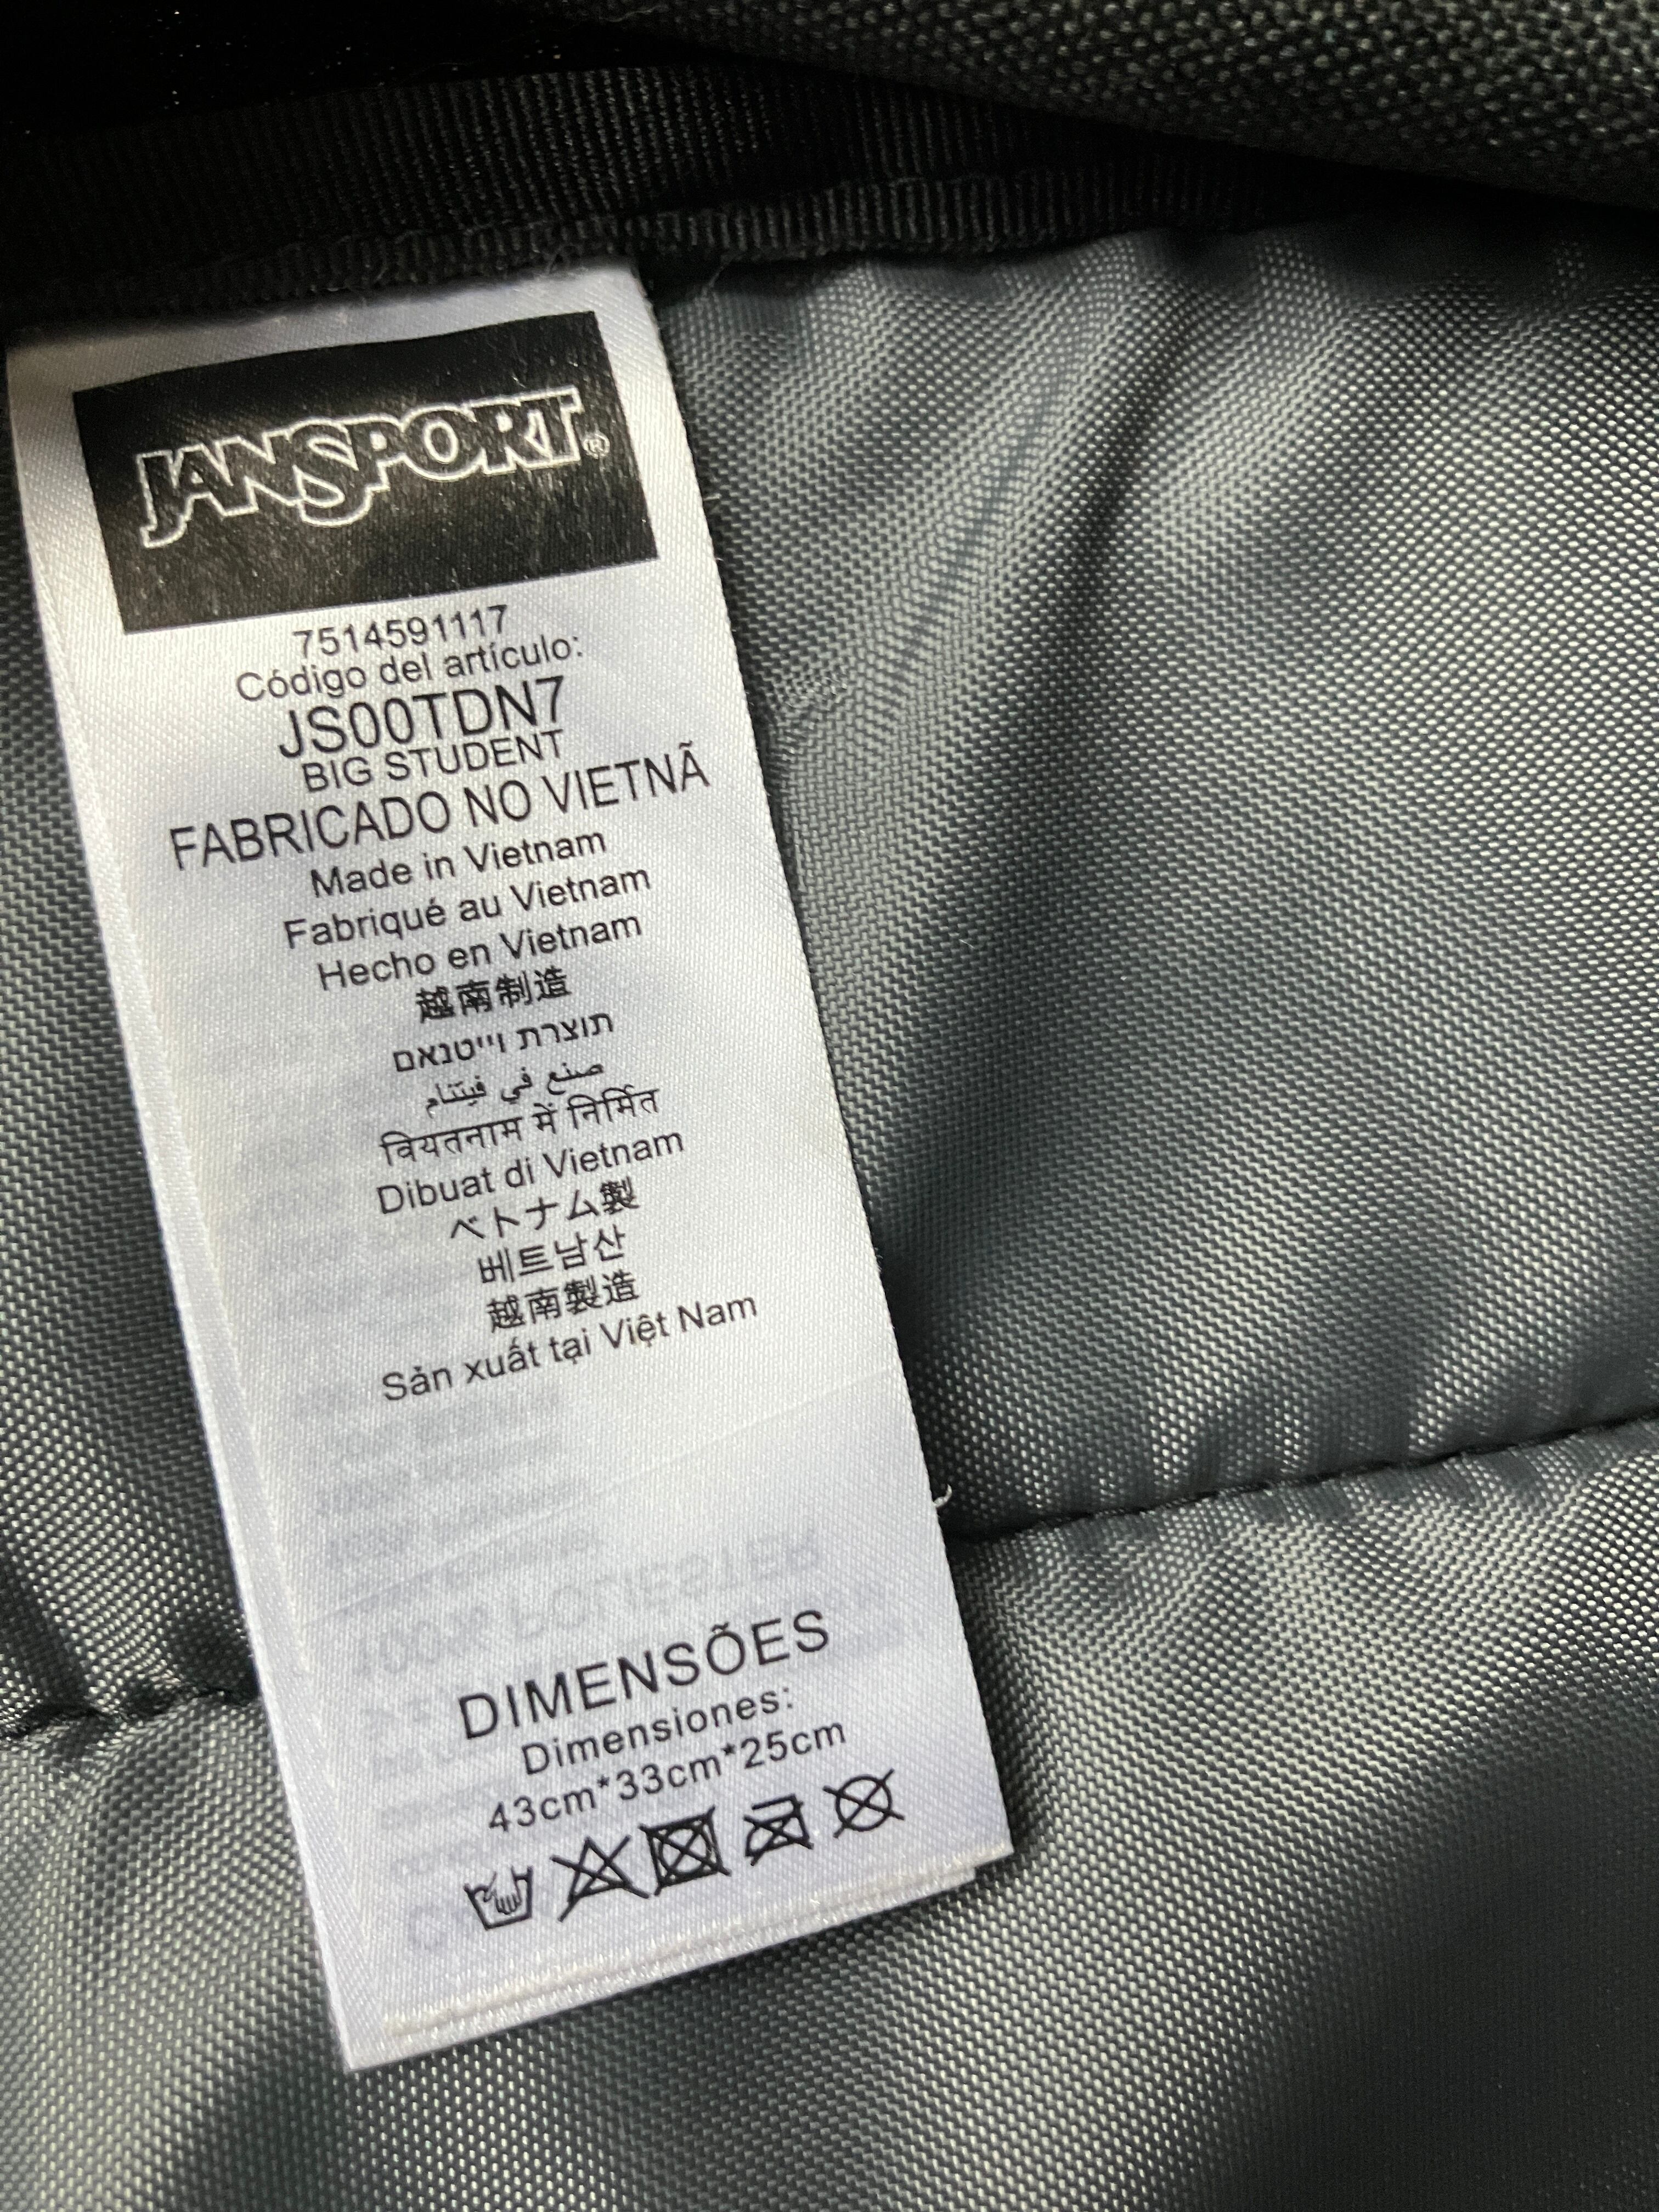 JANSPORT®
7514591117
Código del artículo:
JS00TDN7
BIG STUDENT
FABRICADO NO VIETNÃ
Made in Vietnam
Fabriqué au Vietnam
Hecho en Vietnam
越南制造
תוצרת וייטנאם
صنع في فيتنام
वियतनाम में निर्मित
Dibuat di Vietnam
ベトナム製
베트남산
越南製造
Sản xuất tại Việt Nam
DIMENSÕES
Dimensiones:
43cm*33cm*25cm